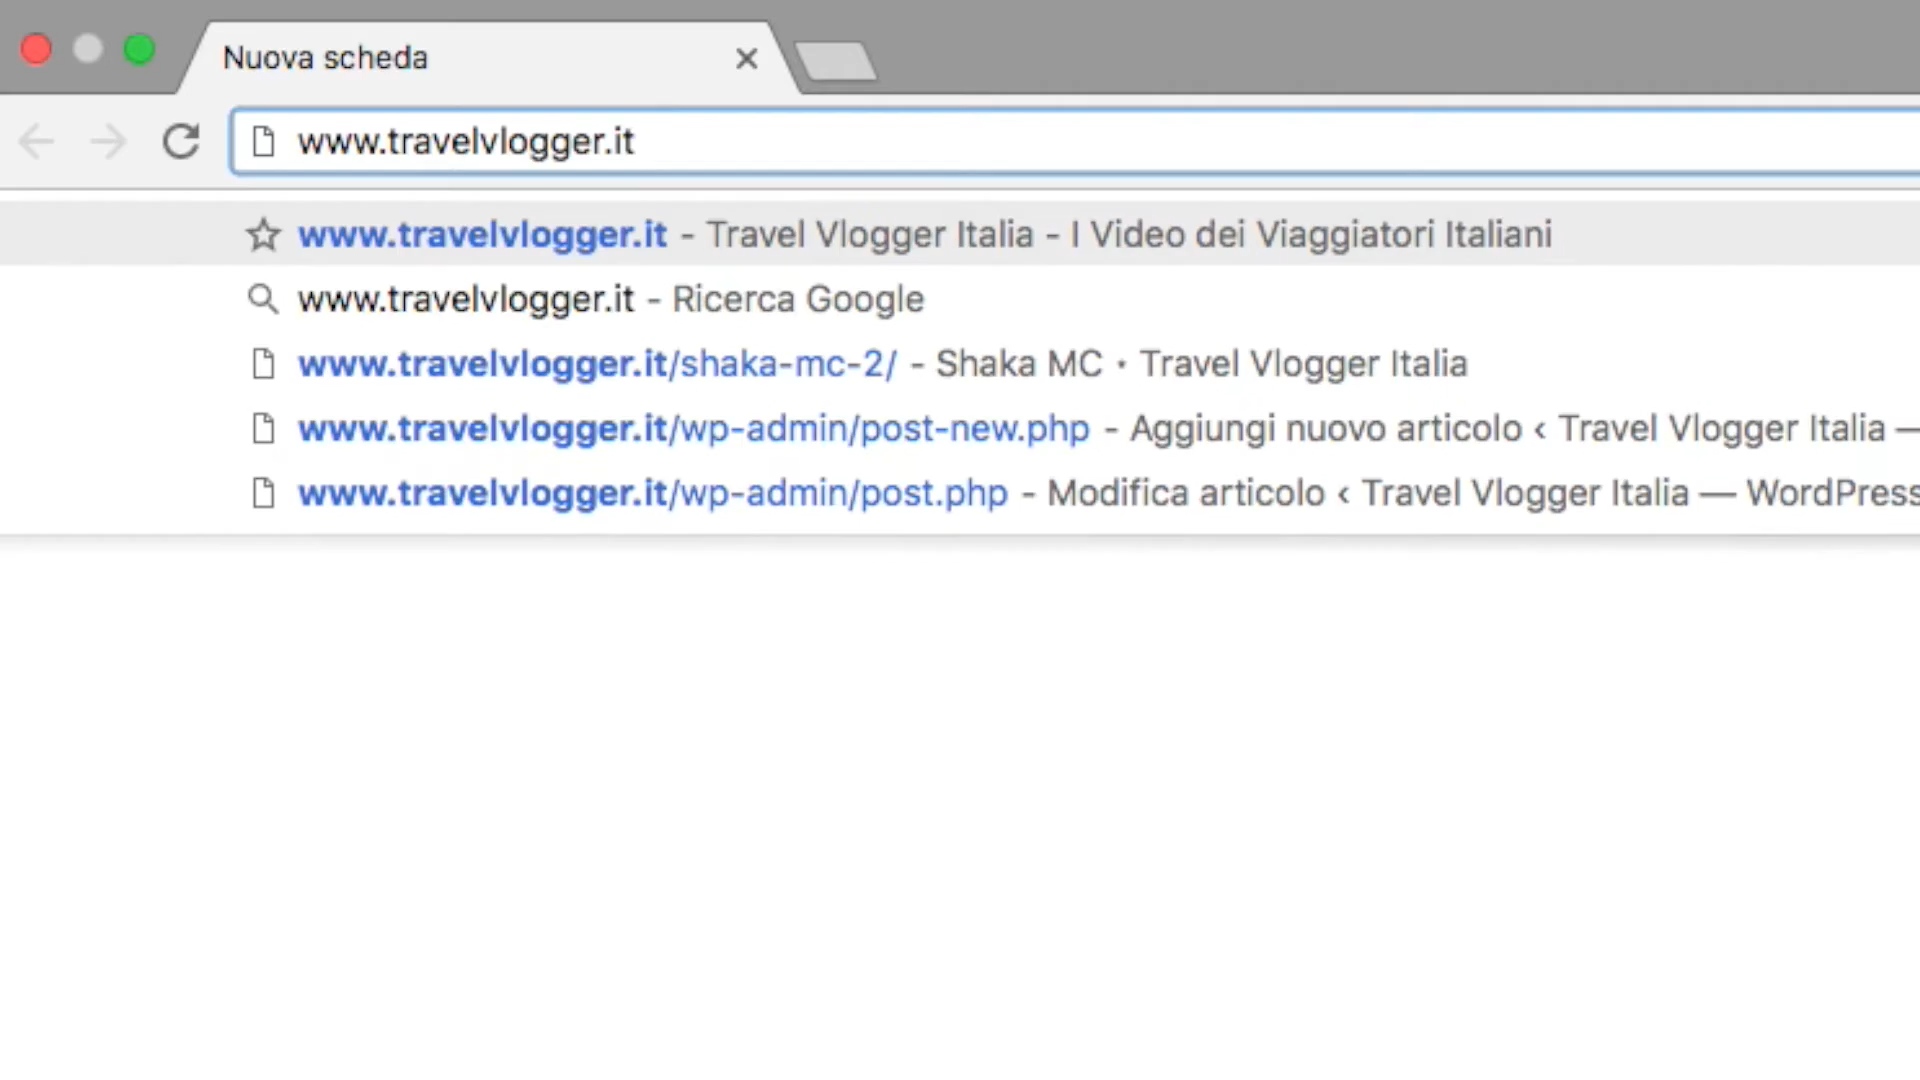 Nuova scheda
www.travelvlogger.it
www.travelvlogger.it - Travel Vlogger Italia - I Video dei Viaggiatori Italiani
www.travelvlogger.it - Ricerca Google
www.travelvlogger.it/shaka-mc-2/ - Shaka MC • Travel Vlogger Italia
www.travelvlogger.it/wp-admin/post-new.php - Aggiungi nuovo articolo ‹ Travel Vlogger Italia —
www.travelvlogger.it/wp-admin/post.php - Modifica articolo ‹ Travel Vlogger Italia — WordPress